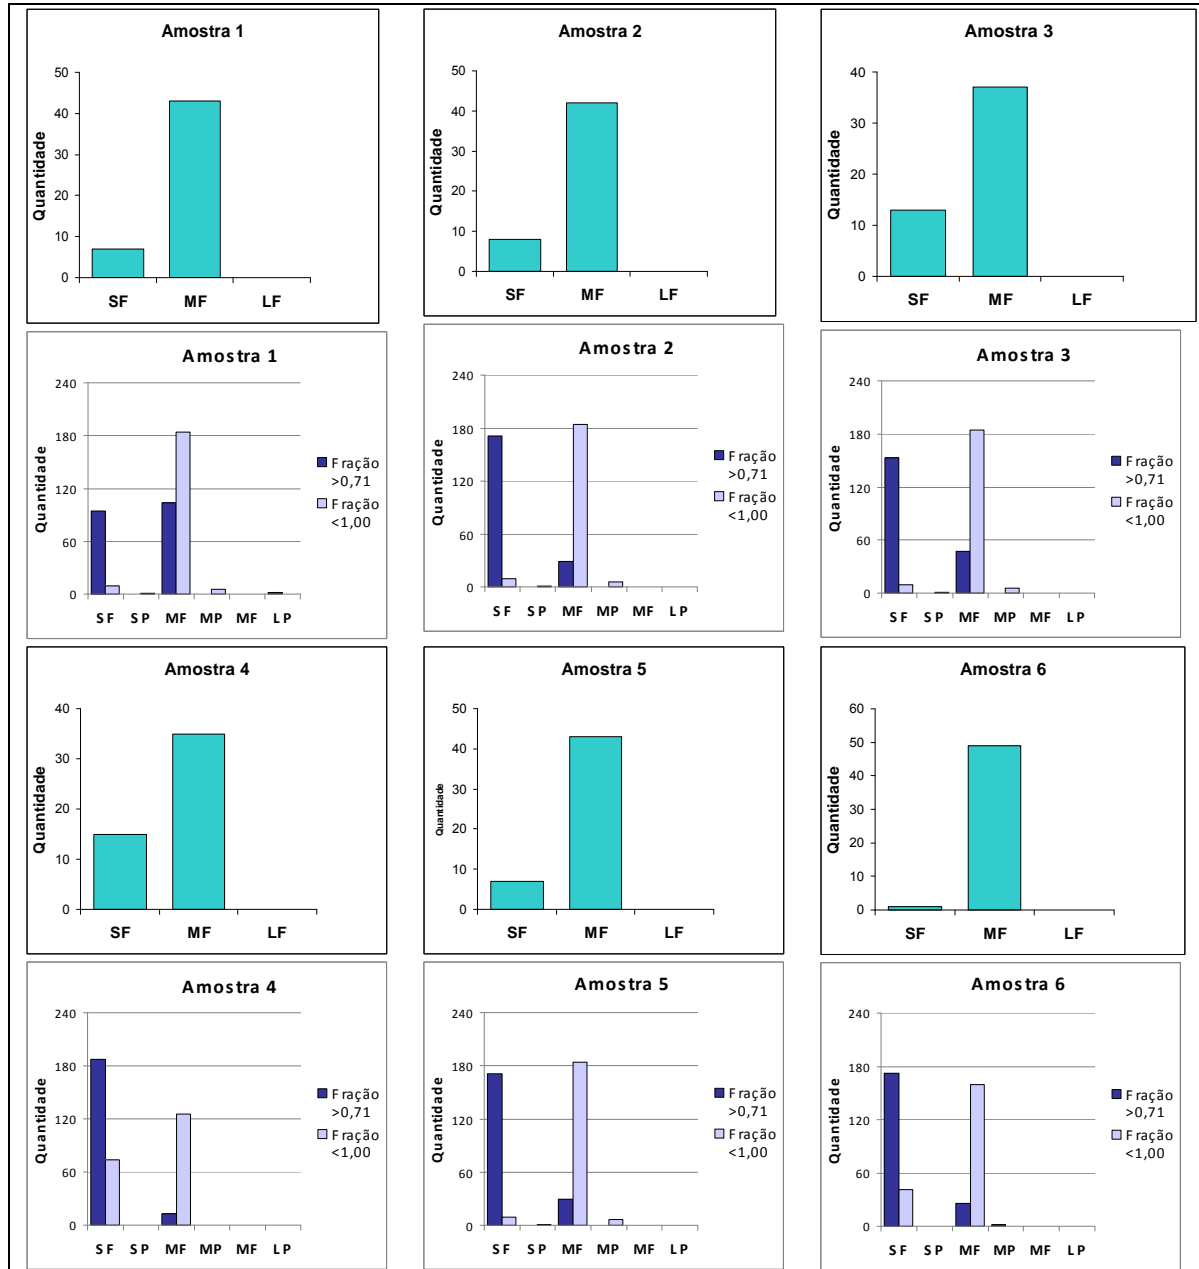 Amostra 1
Quantidade
50
40
30
20
10
0
SF MF LF
Amostra 2
Quantidade
50
40
30
20
10
0
SF MF LF
Amostra 3
Quantidade
40
30
20
10
0
SF MF LF
Amostra 1
Quantidade
240
180
120
60
0
SF SP MF MP MF LP
Fração
>0,71
Fração
<1,00
Amostra 2
Quantidade
240
180
120
60
0
SF SP MF MP MF LP
Fração
>0,71
Fração
<1,00
Amostra 3
Quantidade
240
180
120
60
0
SF SP MF MP MF LP
Fração
>0,71
Fração
<1,00
Amostra 4
Quantidade
40
30
20
10
0
SF MF LF
Amostra 5
Quantidade
50
40
30
20
10
0
SF MF LF
Amostra 6
Quantidade
60
50
40
30
20
10
0
SF MF LF
Amostra 4
Quantidade
240
180
120
60
0
SF SP MF MP MF LP
Fração
>0,71
Fração
<1,00
Amostra 5
Quantidade
240
180
120
60
0
SF SP MF MP MF LP
Fração
>0,71
Fração
<1,00
Amostra 6
Quantidade
240
180
120
60
0
SF SP MF MP MF LP
Fração
>0,71
Fração
<1,00